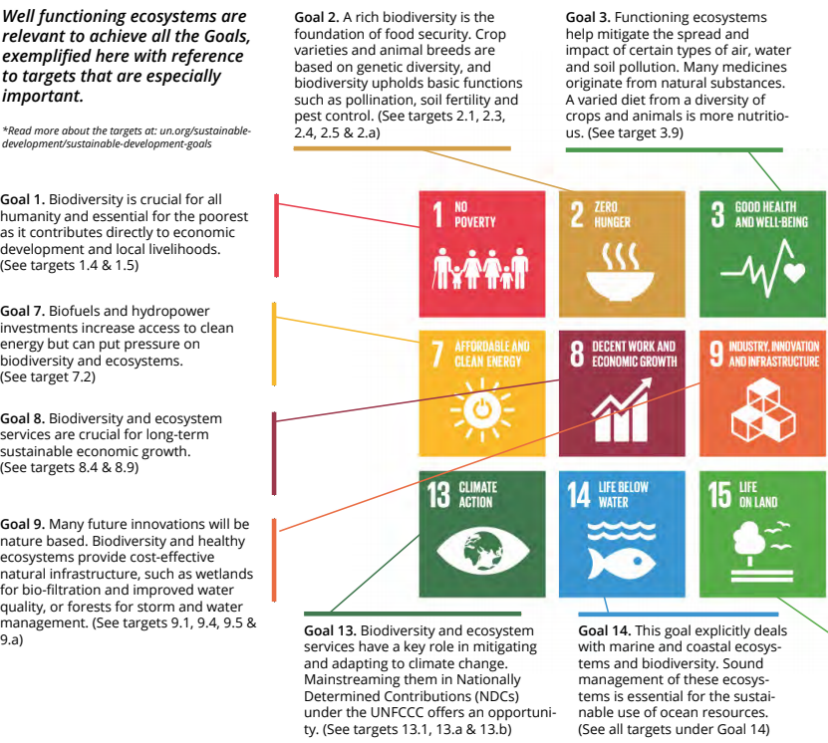 Well functioning ecosystems are
relevant to achieve all the Goals,
exemplified here with reference
to targets that are especially
important.
*Read more about the targets at: un.org/sustainable-
development/sustainable-development-goals
Goal 2. A rich biodiversity is the
foundation of food security. Crop
varieties and animal breeds are
based on genetic diversity, and
biodiversity upholds basic functions
such as pollination, soil fertility and
pest control. (See targets 2.1, 2.3,
2.4, 2.5 & 2.a)
Goal 3. Functioning ecosystems
help mitigate the spread and
impact of certain types of air, water
and soil pollution. Many medicines
originate from natural substances.
A varied diet from a diversity of
crops and animals is more nutritio-
us. (See target 3.9)
Goal 1. Biodiversity is crucial for all
humanity and essential for the poorest
as it contributes directly to economic
development and local livelihoods.
(See targets 1.4 & 1.5)
Goal 7. Biofuels and hydropower
investments increase access to clean
energy but can put pressure on
biodiversity and ecosystems.
(See target 7.2)
Goal 8. Biodiversity and ecosystem
services are crucial for long-term
sustainable economic growth.
(See targets 8.4 & 8.9)
Goal 9. Many future innovations will be
nature based. Biodiversity and healthy
ecosystems provide cost-effective
natural infrastructure, such as wetlands
for bio-filtration and improved water
quality, or forests for storm and water
management. (See targets 9.1, 9.4, 9.5 &
9.a)
1 NO
POVERTY
2 ZERO
HUNGER
3 GOOD HEALTH
AND WELL-BEING
7 AFFORDABLE AND
CLEAN ENERGY
8 DECENT WORK AND
ECONOMIC GROWTH
9 INDUSTRY, INNOVATION
AND INFRASTRUCTURE
13 CLIMATE
ACTION
14 LIFE BELOW
WATER
15 LIFE
ON LAND
Goal 13. Biodiversity and ecosystem
services have a key role in mitigating
and adapting to climate change.
Mainstreaming them in Nationally
Determined Contributions (NDCs)
under the UNFCCC offers an opportuni-
ty. (See targets 13.1, 13.a & 13.b)
Goal 14. This goal explicitly deals
with marine and coastal ecosys-
tems and biodiversity. Sound
management of these ecosys-
tems is essential for the sustai-
nable use of ocean resources.
(See all targets under Goal 14)